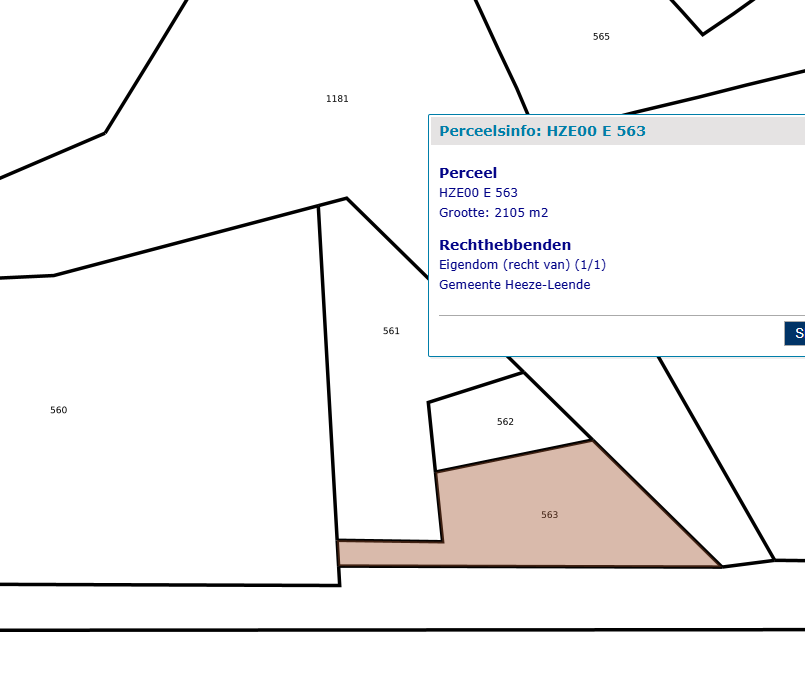 565
1181
Perceelsinfo: HZE00 E 563
Perceel
HZE00 E 563
Grootte: 2105 m2
Rechthebbenden
Eigendom (recht van) (1/1)
Gemeente Heeze-Leende
S
561
560
562
563